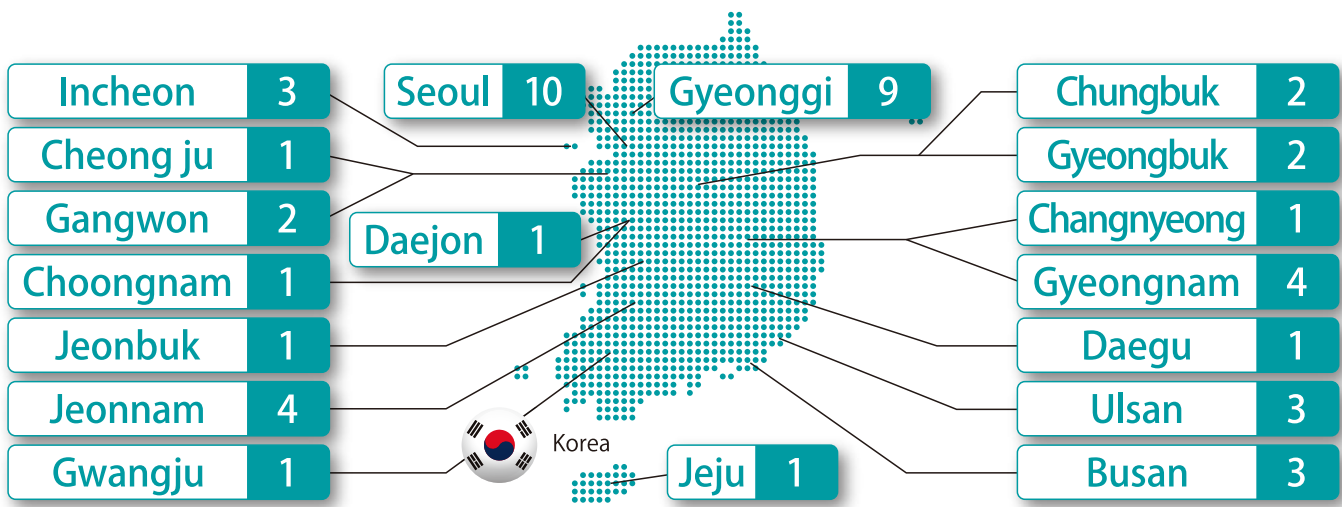 Incheon 3
Cheong ju 1
Gangwon 2
Choongnam 1
Jeonbuk 1
Jeonnam 4
Gwangju 1
Seoul 10
Gyeonggi 9
Daejon 1
Korea
Jeju 1
Chungbuk 2
Gyeongbuk 2
Changnyeong 1
Gyeongnam 4
Daegu 1
Ulsan 3
Busan 3